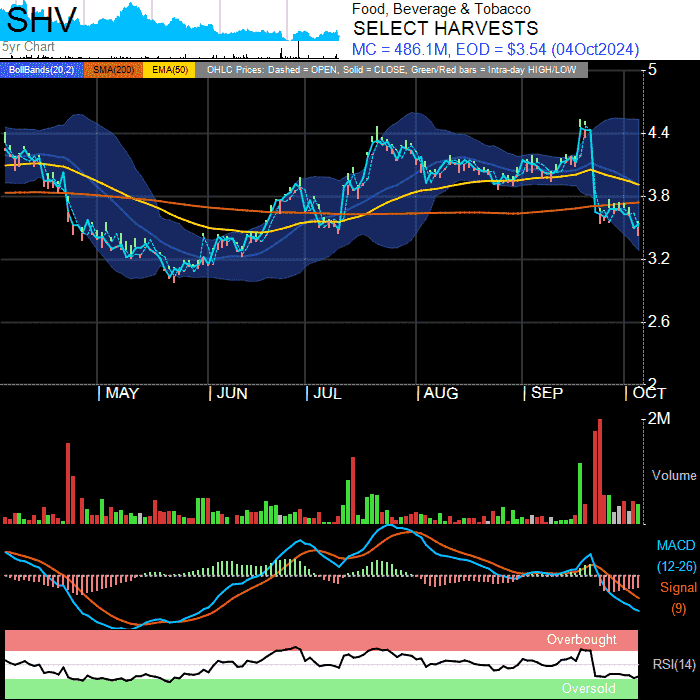 SHV
5yr Chart
Food, Beverage & Tobacco
SELECT HARVESTS
MC = 486.1M, EOD = $3.54 (04Oct2024)
BollBands(20,2) SMA(200) EMA(50) OHLC Prices: Dashed = OPEN, Solid = CLOSE, Green/Red bars = Intra-day HIGH/LOW
5
4.4
3.8
3.2
2.6
2
MAY JUN JUL AUG SEP OCT
2M
Volume
MACD
(12-26)
Signal
(9)
Overbought
RSI(14)
Oversold